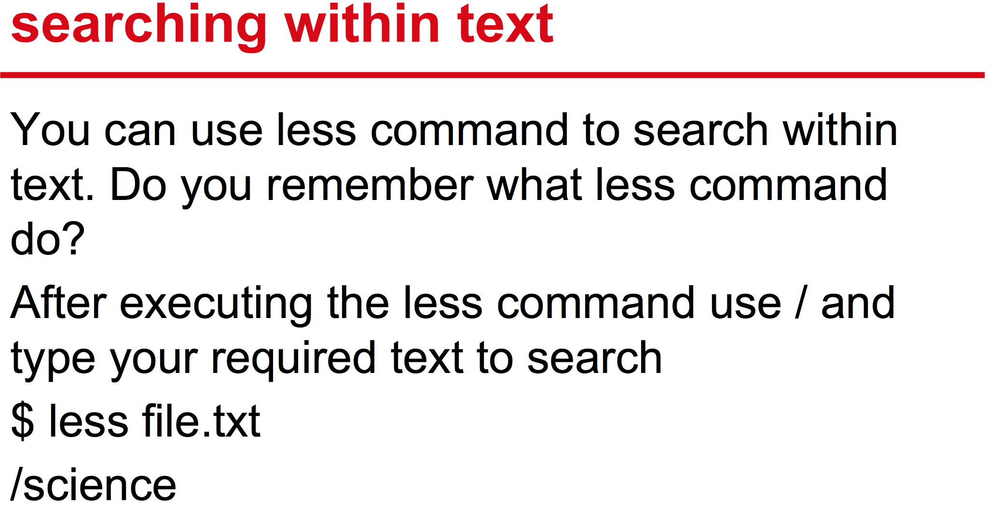 searching within text
You can use less command to search within
text. Do you remember what less command
do?
After executing the less command use / and
type your required text to search
$ less file.txt
/science